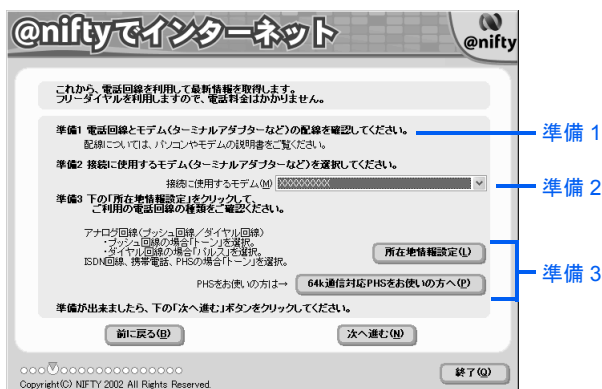 @niftyでインターネット
@nifty
これから、電話回線を利用して最新情報を取得します。
フリーダイヤルを利用しますので、電話料金はかかりません。
準備1 電話回線とモデム(ターミナルアダプターなど)の配線を確認してください。
配線については、パソコンやモデムの説明書をご覧ください。
準備 1
準備2 接続に使用するモデム(ターミナルアダプターなど)を選択してください。
接続に使用するモデム(M) XXXXXXXXX
準備 2
準備3 下の「所在地情報設定」をクリックして、
ご利用の電話回線の種類をご確認ください。
アナログ回線(プッシュ回線/ダイヤル回線)
・プッシュ回線の場合「トーン」を選択。
・ダイヤル回線の場合「パルス」を選択。
ISDN回線、携帯電話、PHSの場合「トーン」を選択。
所在地情報設定(L)
PHSをお使いの方は→ 64k通信対応PHSをお使いの方へ(P)
準備 3
準備が出来ましたら、下の「次へ進む」ボタンをクリックしてください。
前に戻る(B) 次へ進む(N)
終了(Q)
Copyright(C) NIFTY 2002 All Rights Reserved.